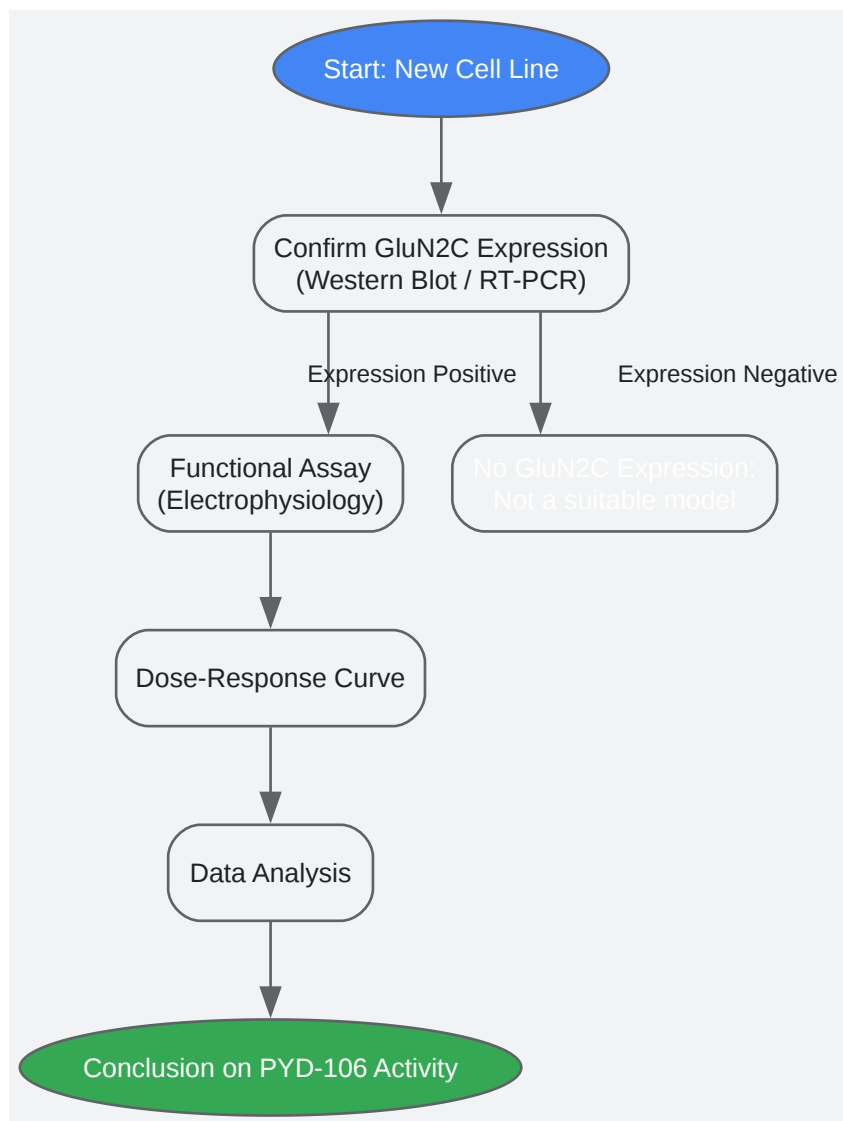 Start: New Cell Line
Confirm GluN2C Expression
(Western Blot / RT-PCR)
Expression Positive
Expression Negative
Functional Assay
(Electrophysiology)
No GluN2C Expression:
Not a suitable model
Dose-Response Curve
Data Analysis
Conclusion on PYD-106 Activity